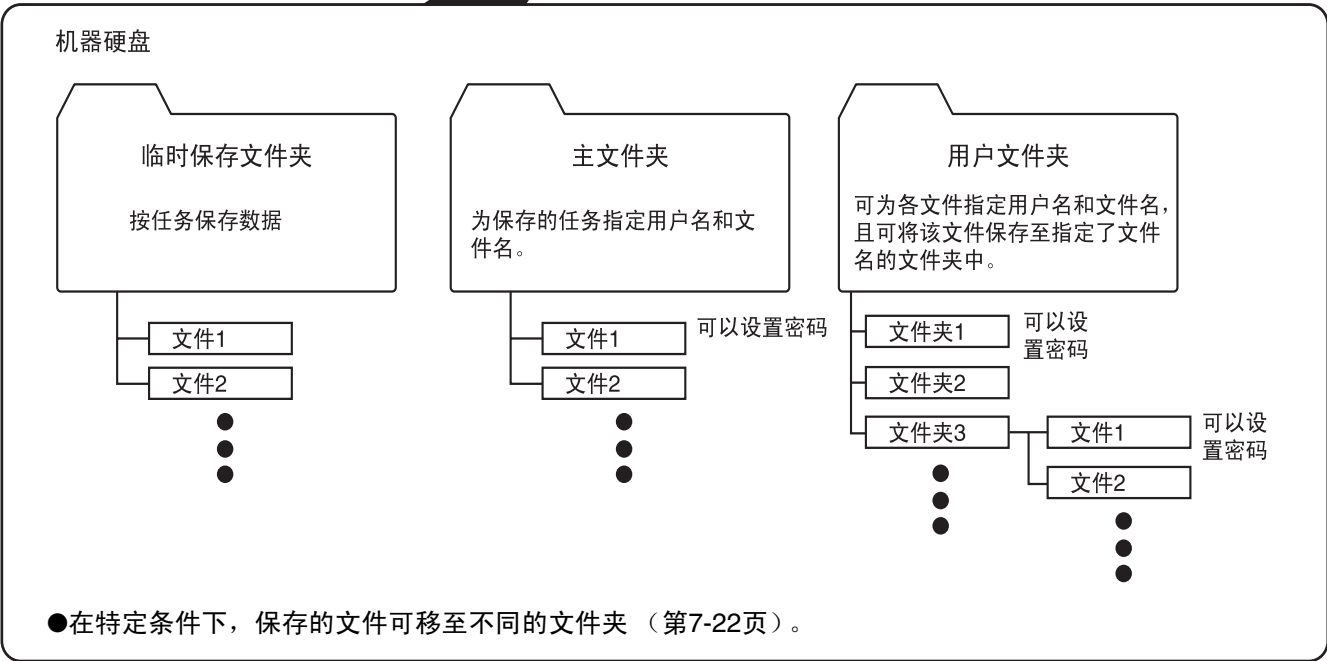 机器硬盘
临时保存文件夹
按任务保存数据
文件1
文件2
主文件夹
为保存的任务指定用户名和文
件名。
文件1
可以设置密码
文件2
用户文件夹
可为各文件指定用户名和文件名，
且可将该文件保存至指定了文件
名的文件夹中。
文件夹1
可以设
置密码
文件夹2
文件夹3
文件1
可以设
置密码
文件2
●在特定条件下，保存的文件可移至不同的文件夹 （第7-22页）。